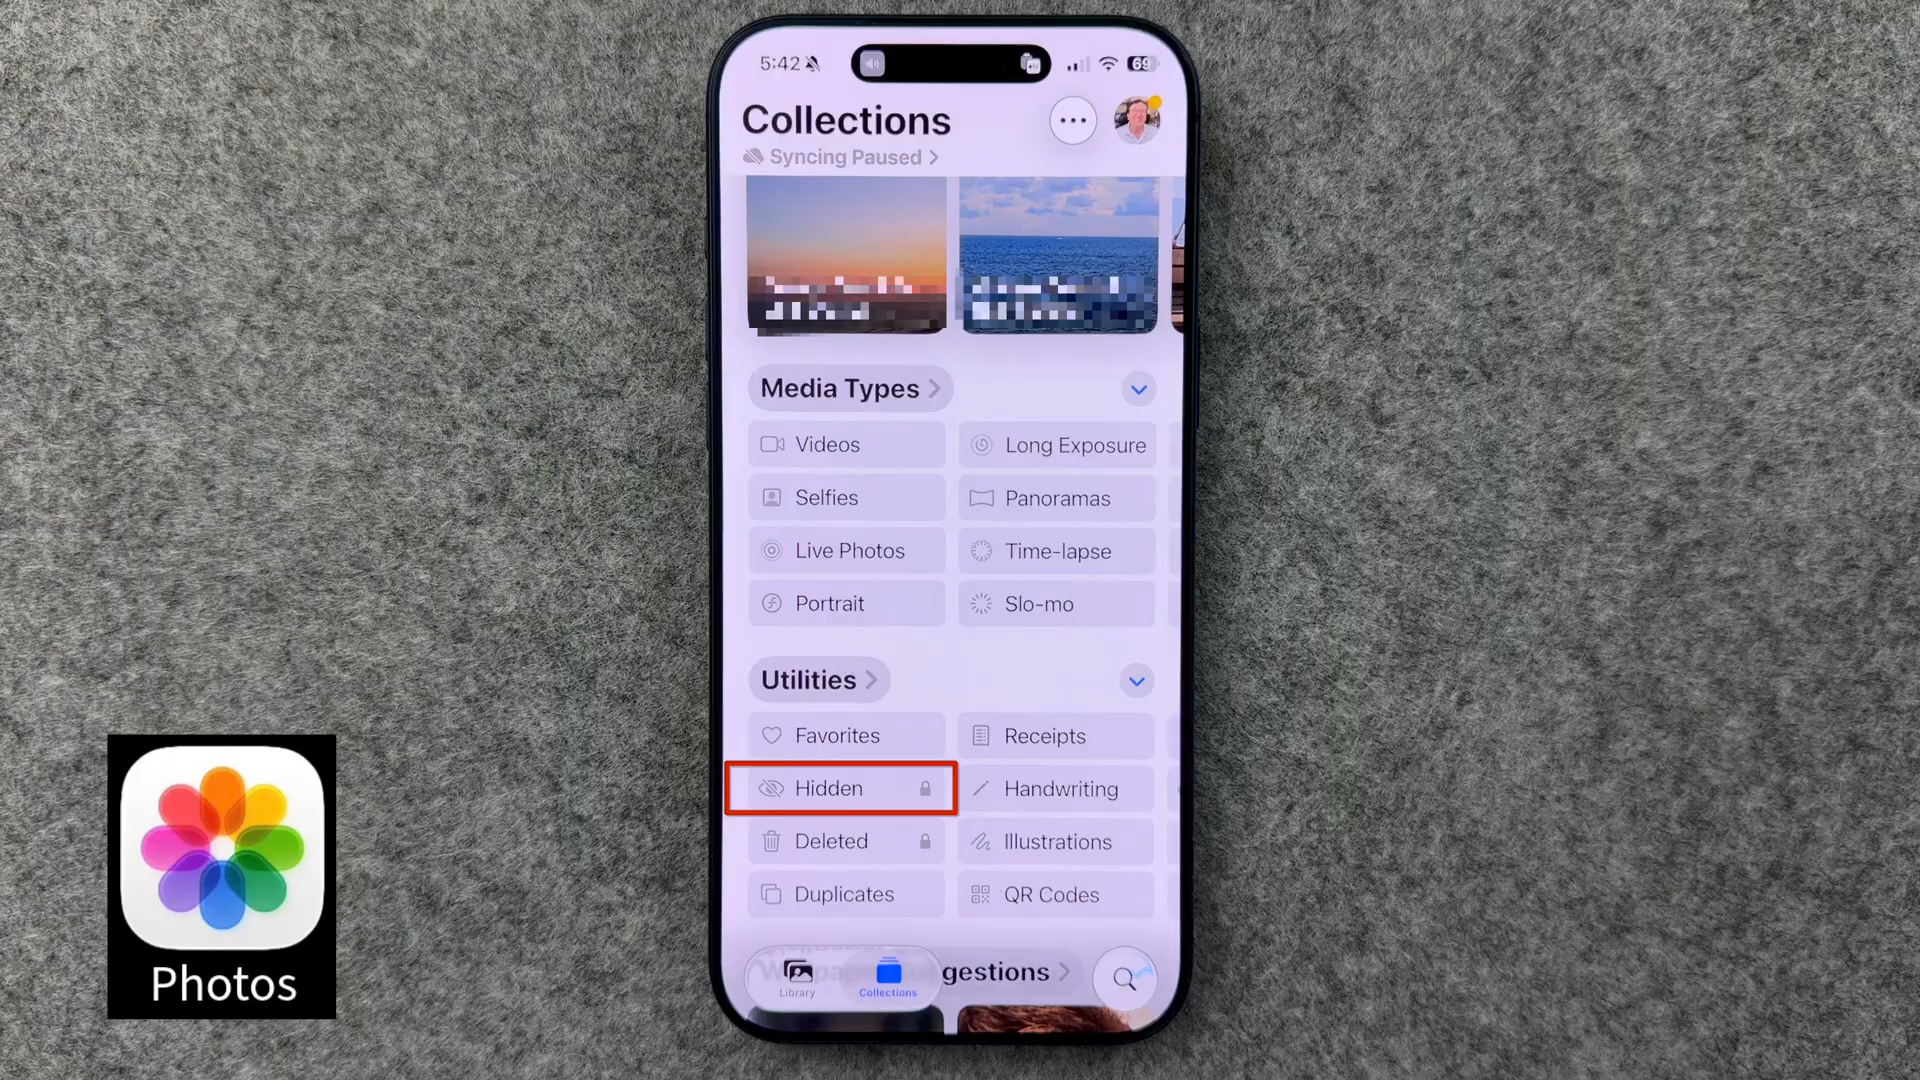 5:42
69
Collections
Syncing Paused
Media Types
Videos
Long Exposure
Selfies
Panoramas
Live Photos
Time-lapse
Portrait
Slo-mo
Utilities
Favorites
Receipts
Hidden
Handwriting
Deleted
Illustrations
Duplicates
QR Codes
gestions
Library
Collections
Photos